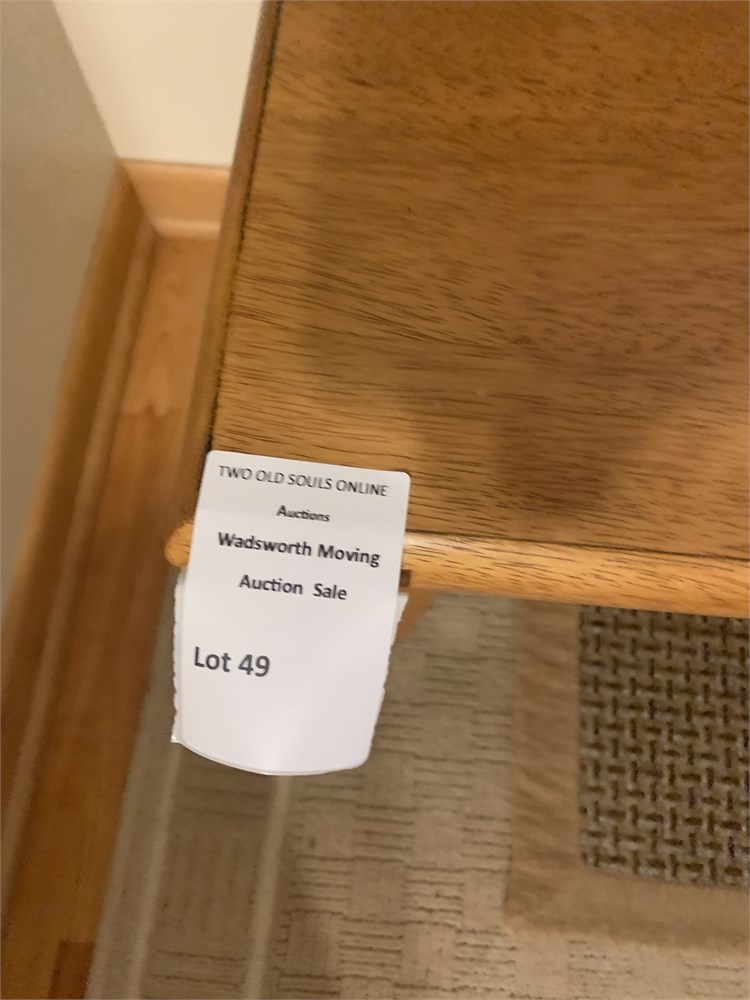 TWO OLD SOULS ONLINE
Auctions
Wadsworth Moving
Auction Sale
Lot 49